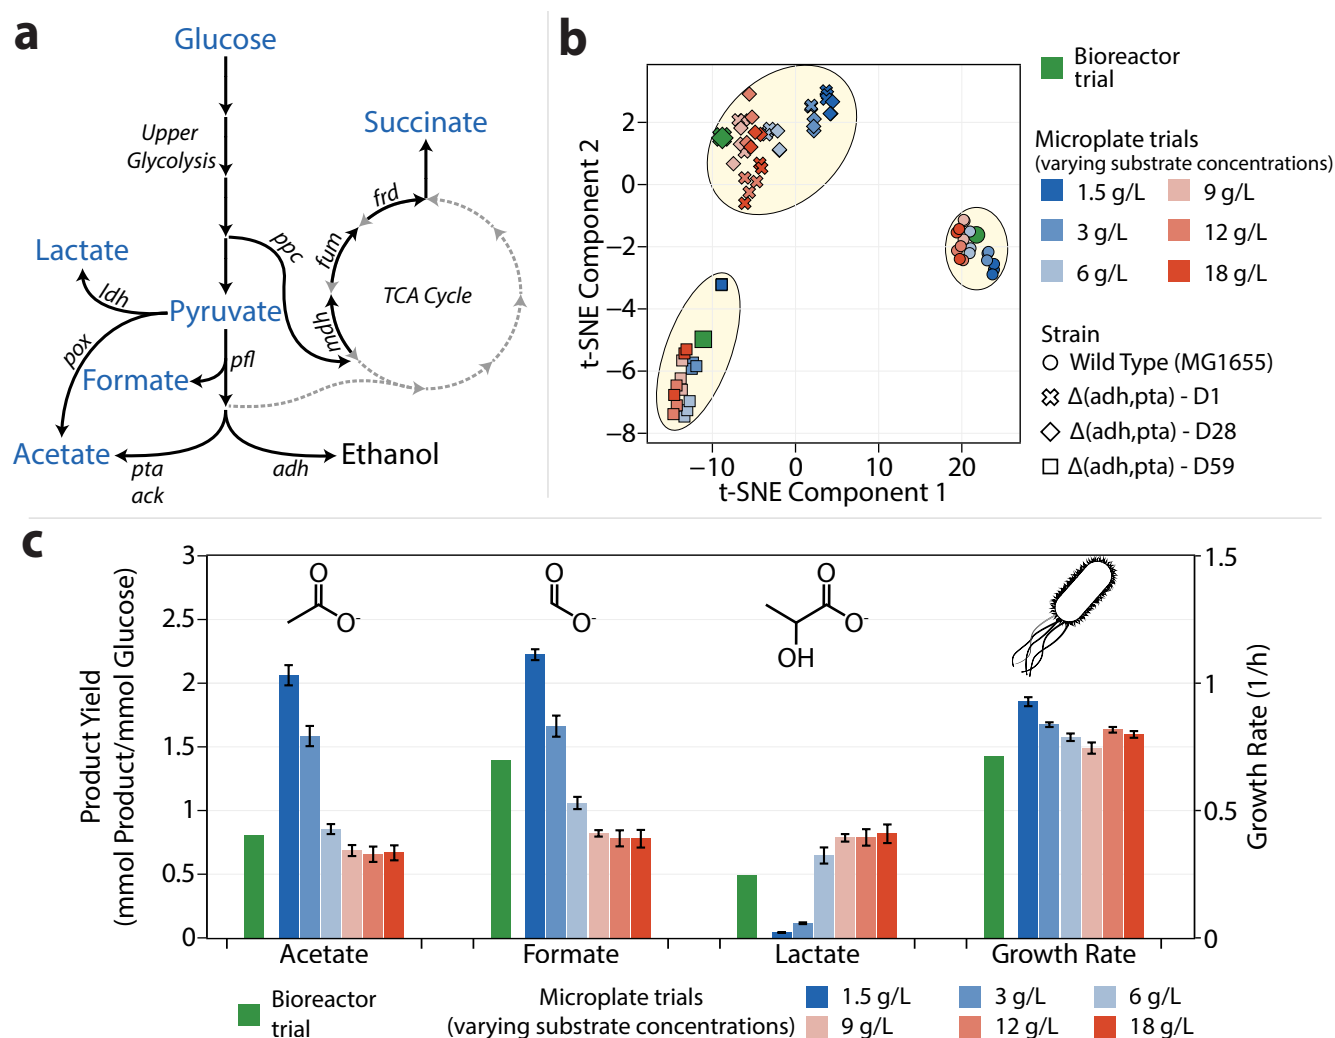 a
Glucose
Upper
Glycolysis
Succinate
frd
ppc
fum
TCA Cycle
mdh
Lactate
ldh
Pyruvate
pox
pfl
Formate
Acetate
pta
ack
adh
Ethanol
b
t-SNE Component 2
2
0
−2
−4
−6
−8
−10
0
10
20
t-SNE Component 1
Bioreactor
trial
Microplate trials
(varying substrate concentrations)
1.5 g/L
9 g/L
3 g/L
12 g/L
6 g/L
18 g/L
Strain
Wild Type (MG1655)
Δ(adh,pta) - D1
Δ(adh,pta) - D28
Δ(adh,pta) - D59
c
Product Yield
(mmol Product/mmol Glucose)
3
2.5
2
1.5
1
0.5
0
O
O-
O
O-
O
O-
OH
1.5
1
0.5
0
Growth Rate (1/h)
Acetate
Formate
Lactate
Growth Rate
Bioreactor
trial
Microplate trials
(varying substrate concentrations)
1.5 g/L
3 g/L
6 g/L
9 g/L
12 g/L
18 g/L